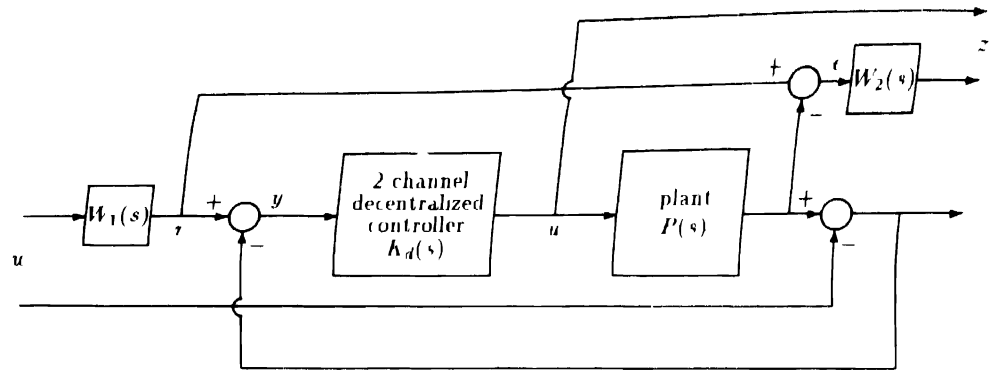 z
+
e
W₂(s)
−
2 channel
decentralized
controller
K_d(s)
plant
P(s)
W₁(s)
r
+
y
−
u
+
−
u